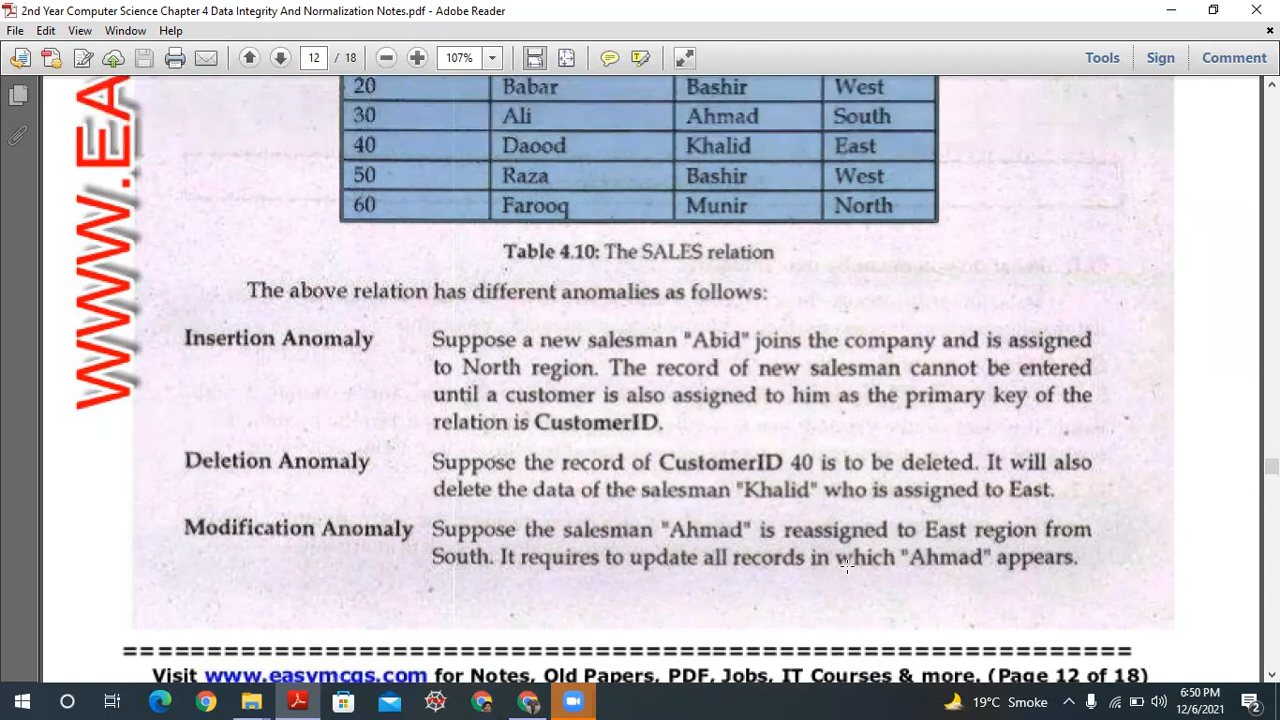 2nd Year Computer Science Chapter 4 Data Integrity And Normalization Notes.pdf - Adobe Reader
File Edit View Window Help
12 / 18 107% Tools Sign Comment
WWW.EA
20 Babar Bashir West
30 Ali Ahmad South
40 Daood Khalid East
50 Raza Bashir West
60 Farooq Munir North
Table 4.10: The SALES relation
The above relation has different anomalies as follows:
Insertion Anomaly Suppose a new salesman "Abid" joins the company and is assigned
to North region. The record of new salesman cannot be entered
until a customer is also assigned to him as the primary key of the
relation is CustomerID.
Deletion Anomaly Suppose the record of CustomerID 40 is to be deleted. It will also
delete the data of the salesman "Khalid" who is assigned to East.
Modification Anomaly Suppose the salesman "Ahmad" is reassigned to East region from
South. It requires to update all records in which "Ahmad" appears.
==========================================================
Visit www.easymcqs.com for Notes, Old Papers, PDF, Jobs, IT Courses & more. (Page 12 of 18)
19°C Smoke 6:50 PM
12/6/2021 2